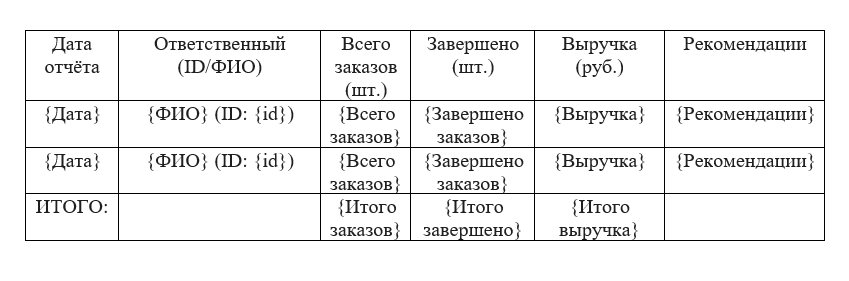 Дата Ответственный Всего Завершено Выручка Рекомендации
отчёта (ID/ФИО) заказов (шт.) (руб.)
(шт.)
{Дата} {ФИО} (ID: {id}) {Всего {Завершено {Выручка} {Рекомендации}
заказов} заказов}
{Дата} {ФИО} (ID: {id}) {Всего {Завершено {Выручка} {Рекомендации}
заказов} заказов}
ИТОГО: {Итого {Итого {Итого
заказов} завершено} выручка}